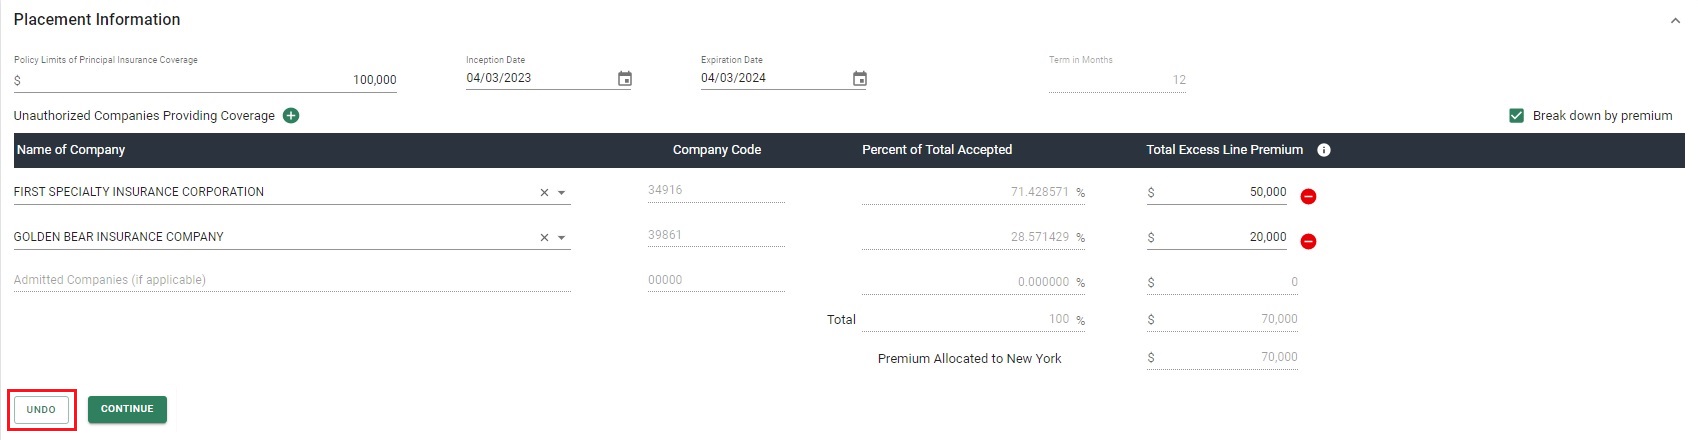 Placement Information
Policy Limits of Principal Insurance Coverage Inception Date Expiration Date Term in Months
$ 100,000 04/03/2023 04/03/2024 12
Unauthorized Companies Providing Coverage Break down by premium
Name of Company Company Code Percent of Total Accepted Total Excess Line Premium
FIRST SPECIALTY INSURANCE CORPORATION 34916 71.428571 % $ 50,000
GOLDEN BEAR INSURANCE COMPANY 39861 28.571429 % $ 20,000
Admitted Companies (if applicable) 00000 0.000000 % $ 0
Total 100 % $ 70,000
Premium Allocated to New York $ 70,000
UNDO CONTINUE